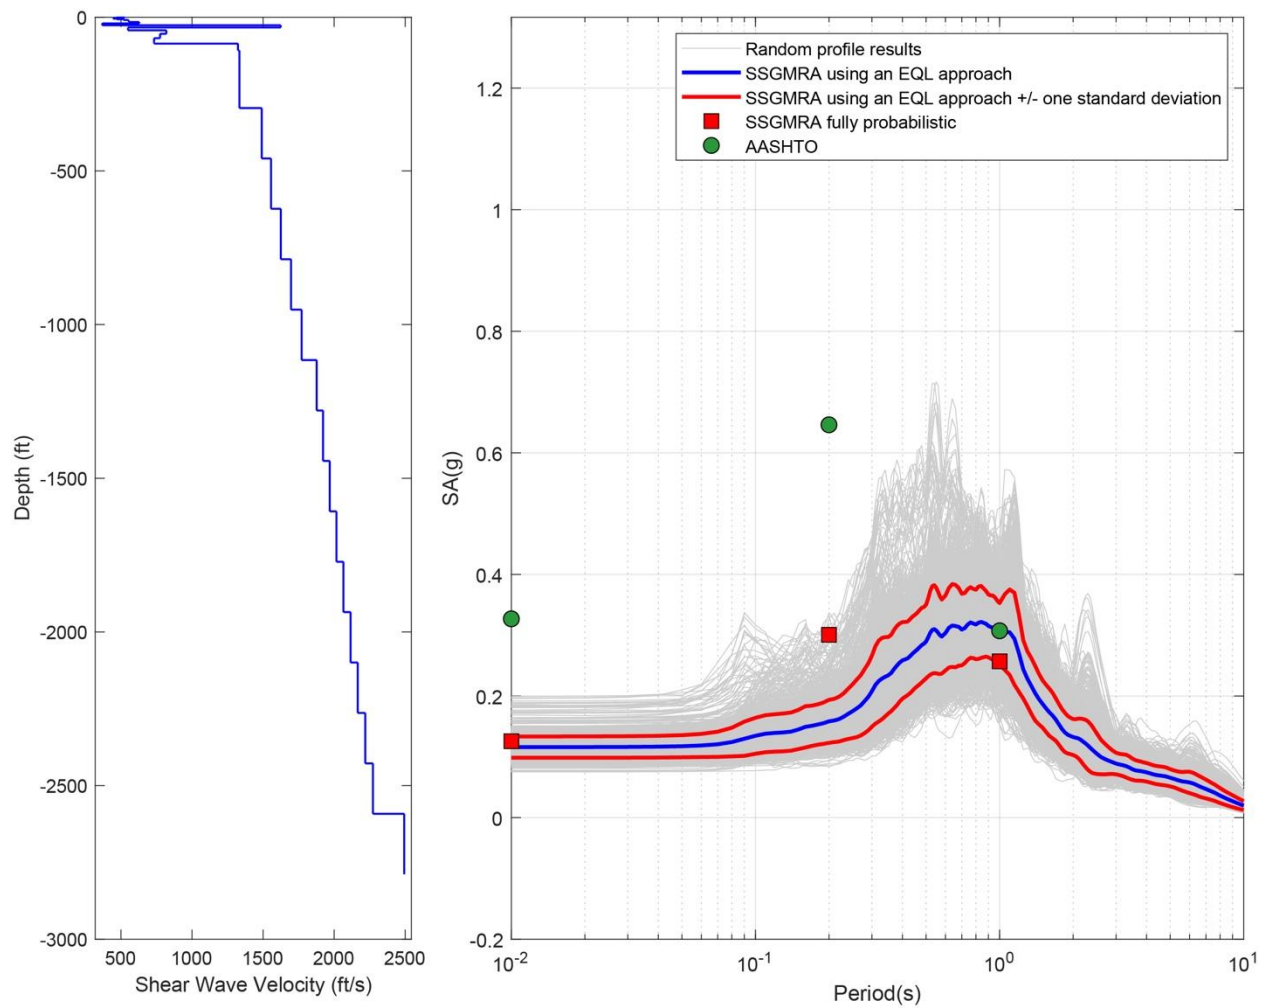 0
-500
-1000
-1500
-2000
-2500
-3000
Depth (ft)
500 1000 1500 2000 2500
Shear Wave Velocity (ft/s)
Random profile results
SSGMRA using an EQL approach
SSGMRA using an EQL approach +/- one standard deviation
SSGMRA fully probabilistic
AASHTO
1.2
1
0.8
0.6
0.4
0.2
0
-0.2
SA(g)
10⁻² 10⁻¹ 10⁰ 10¹
Period(s)